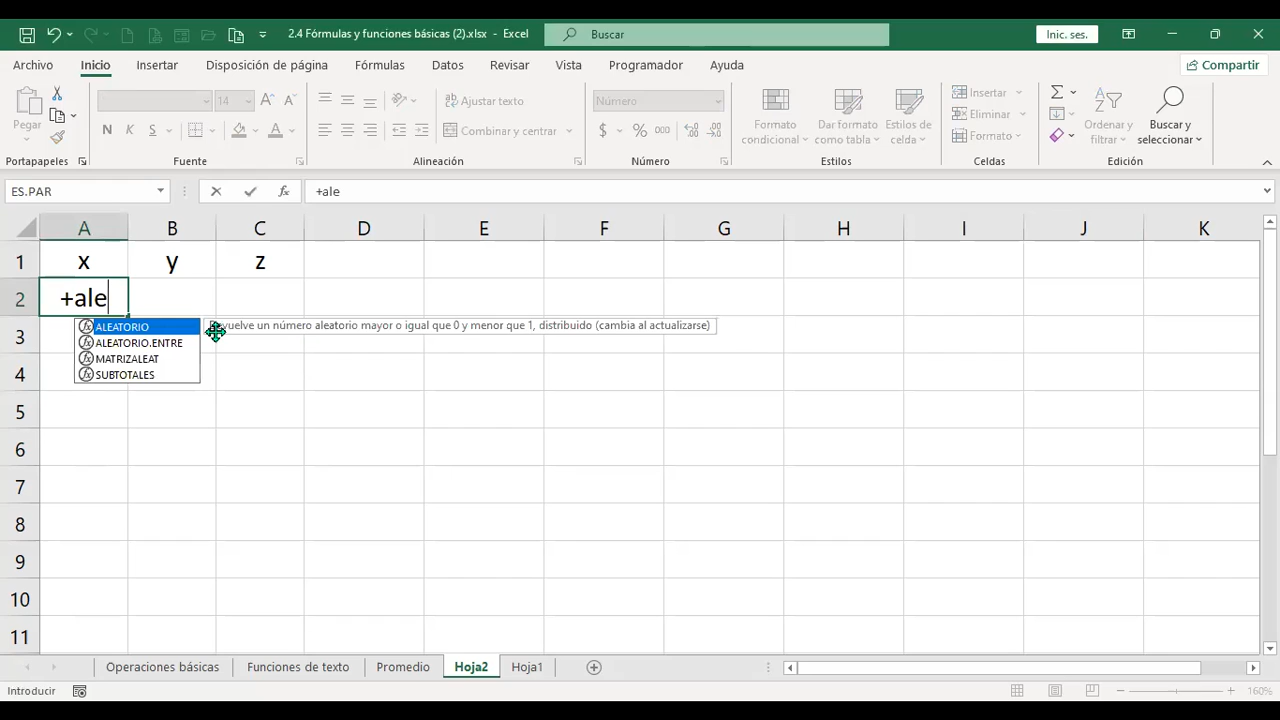 2.4 Fórmulas y funciones básicas (2).xlsx - Excel
Buscar
Inic. ses.
Archivo Inicio Insertar Disposición de página Fórmulas Datos Revisar Vista Programador Ayuda
Compartir
Pegar
14
N K S
Ajustar texto
Combinar y centrar
Número
$ % 000
Formato condicional
Dar formato como tabla
Estilos de celda
Insertar
Eliminar
Formato
Ordenar y filtrar
Buscar y seleccionar
Portapapeles Fuente Alineación Número Estilos Celdas Edición
ES.PAR
fx
+ale
A B C D E F G H I J K
1 x y z
2 +ale
ALEATORIO
Devuelve un número aleatorio mayor o igual que 0 y menor que 1, distribuido (cambia al actualizarse)
ALEATORIO.ENTRE
MATRIZALEAT
SUBTOTALES
3
4
5
6
7
8
9
10
11
Operaciones básicas Funciones de texto Promedio Hoja2 Hoja1
Introducir
160%